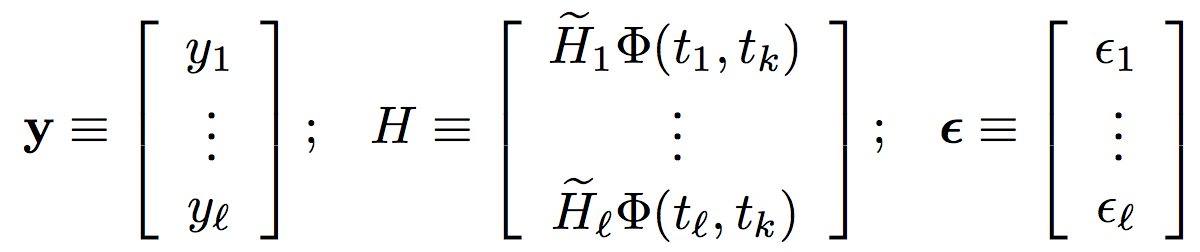 𝐲 ≡ [ y₁ ⋮ y_ℓ ] ; H ≡ [ H̃₁Φ(t₁, t_k) ⋮ H̃_ℓΦ(t_ℓ, t_k) ] ; 𝛜 ≡ [ ϵ₁ ⋮ ϵ_ℓ ]